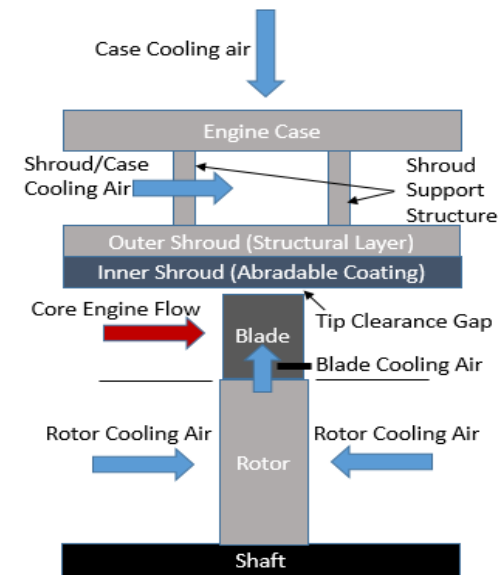 Case Cooling air
Engine Case
Shroud/Case
Cooling Air
Shroud
Support
Structure
Outer Shroud (Structural Layer)
Inner Shroud (Abradable Coating)
Core Engine Flow
Tip Clearance Gap
Blade
Blade Cooling Air
Rotor Cooling Air
Rotor Cooling Air
Rotor
Shaft